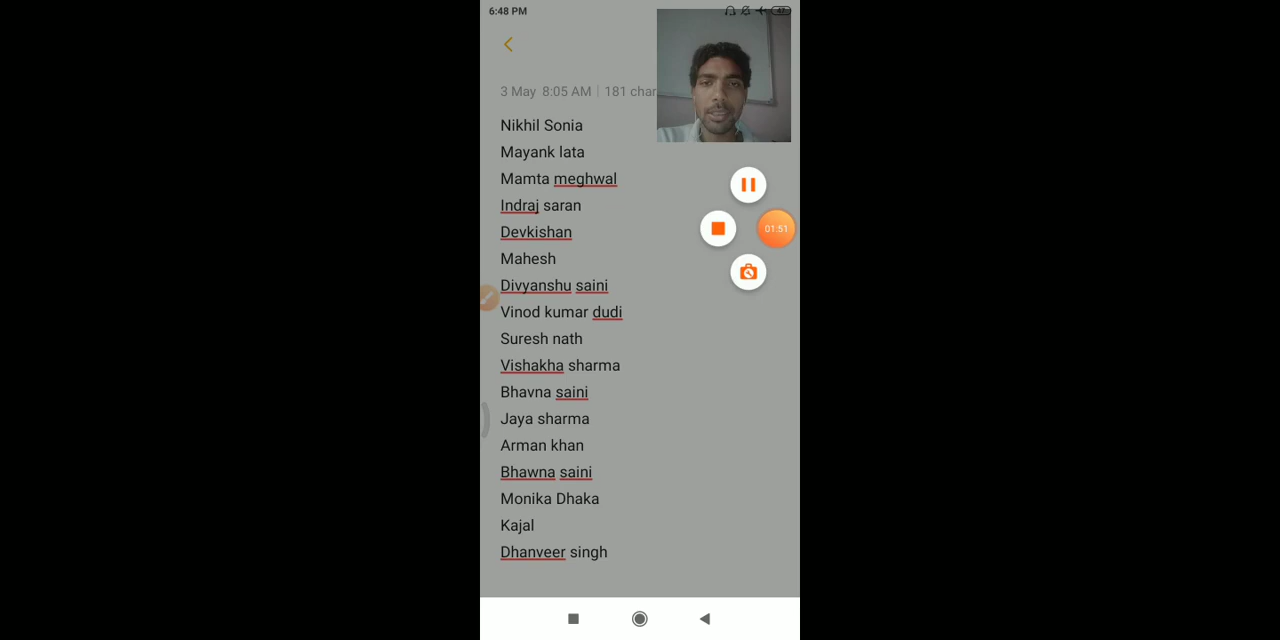 6:48 PM
47
3 May 8:05 AM | 181 char
Nikhil Sonia
Mayank lata
Mamta meghwal
Indraj saran
Devkishan
Mahesh
Divyanshu saini
01:51
Vinod kumar dudi
Suresh nath
Vishakha sharma
Bhavna saini
Jaya sharma
Arman khan
Bhawna saini
Monika Dhaka
Kajal
Dhanveer singh